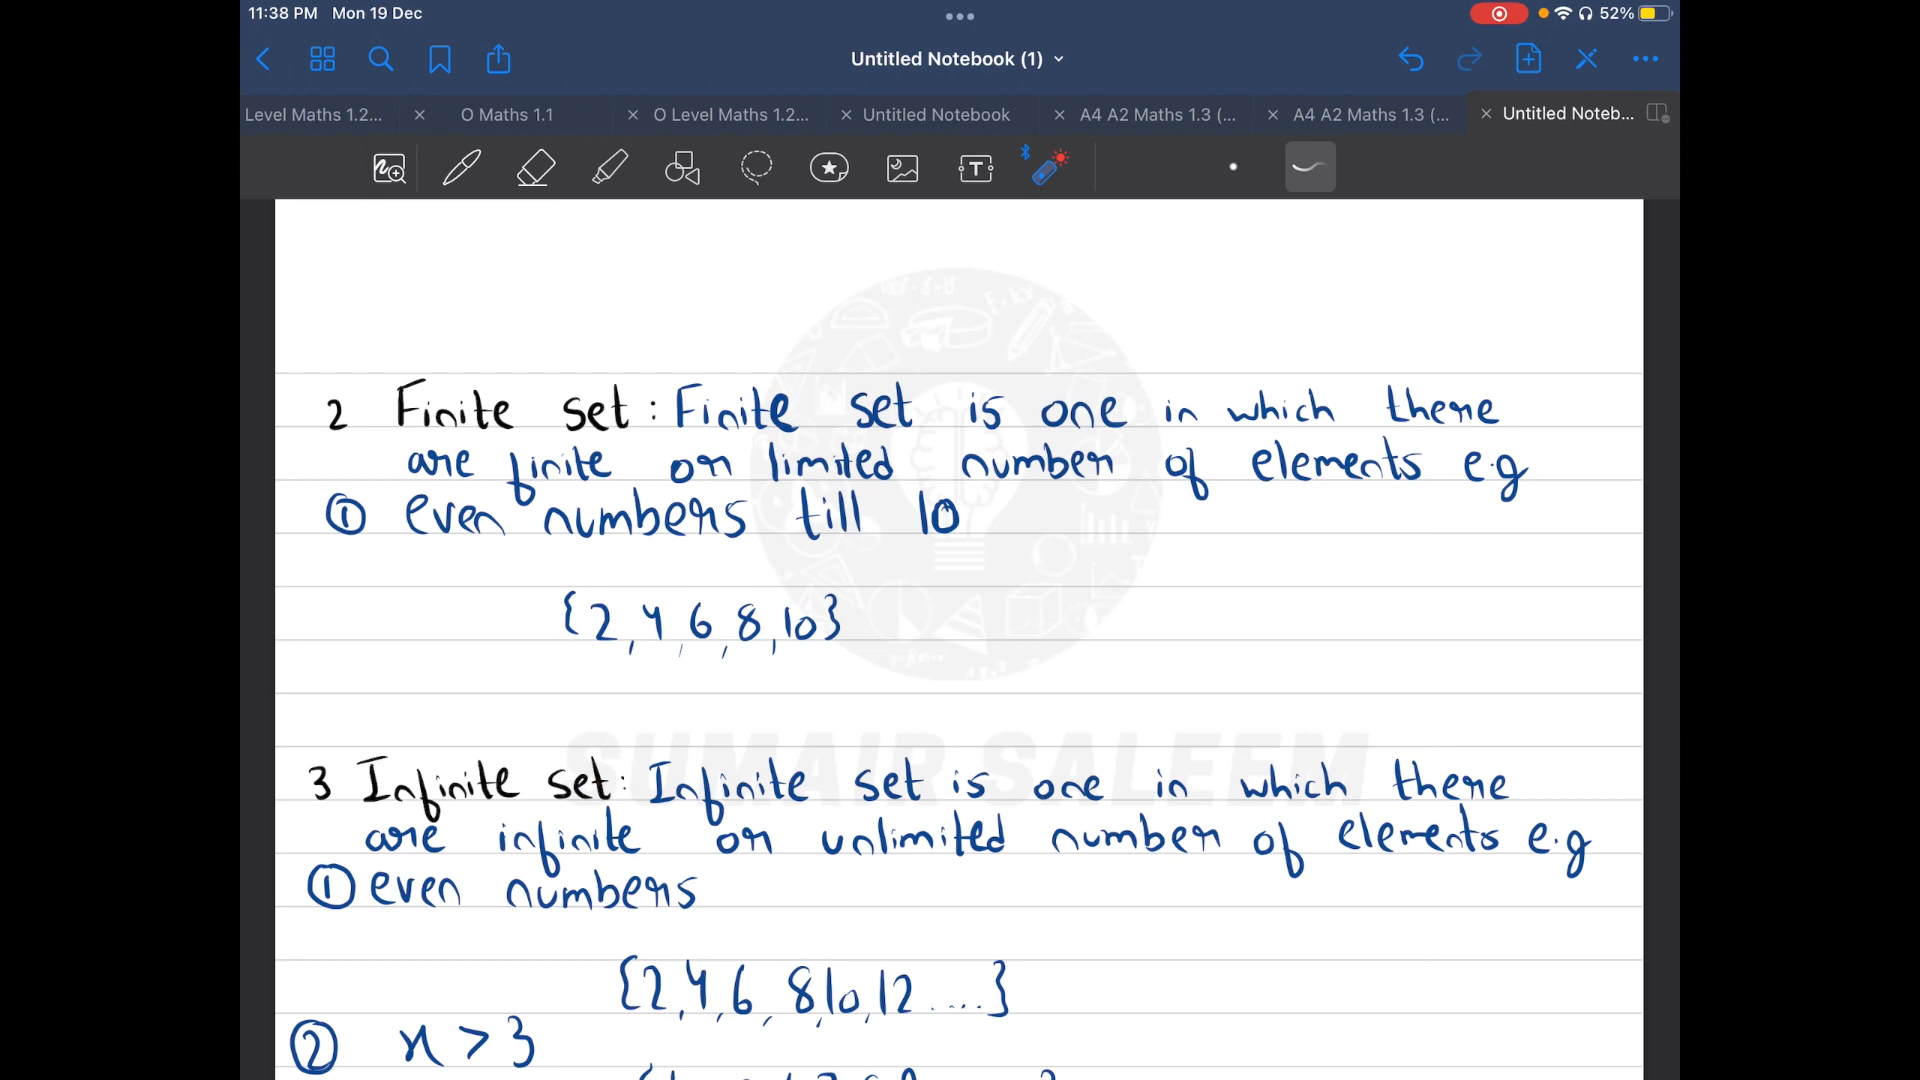 11:38 PM Mon 19 Dec
52%
Untitled Notebook (1)
Level Maths 1.2...
O Maths 1.1
O Level Maths 1.2...
Untitled Notebook
A4 A2 Maths 1.3 (...
A4 A2 Maths 1.3 (...
Untitled Noteb...
2 Finite set: Finite set is one in which there
are finite or limited number of elements e.g
① even numbers till 10
{2,4,6,8,10}
SUMAIR SALEEM
3 Infinite set: Infinite set is one in which there
are infinite or unlimited number of elements e.g
① even numbers
{2,4,6,8,10,12....}
② x > 3